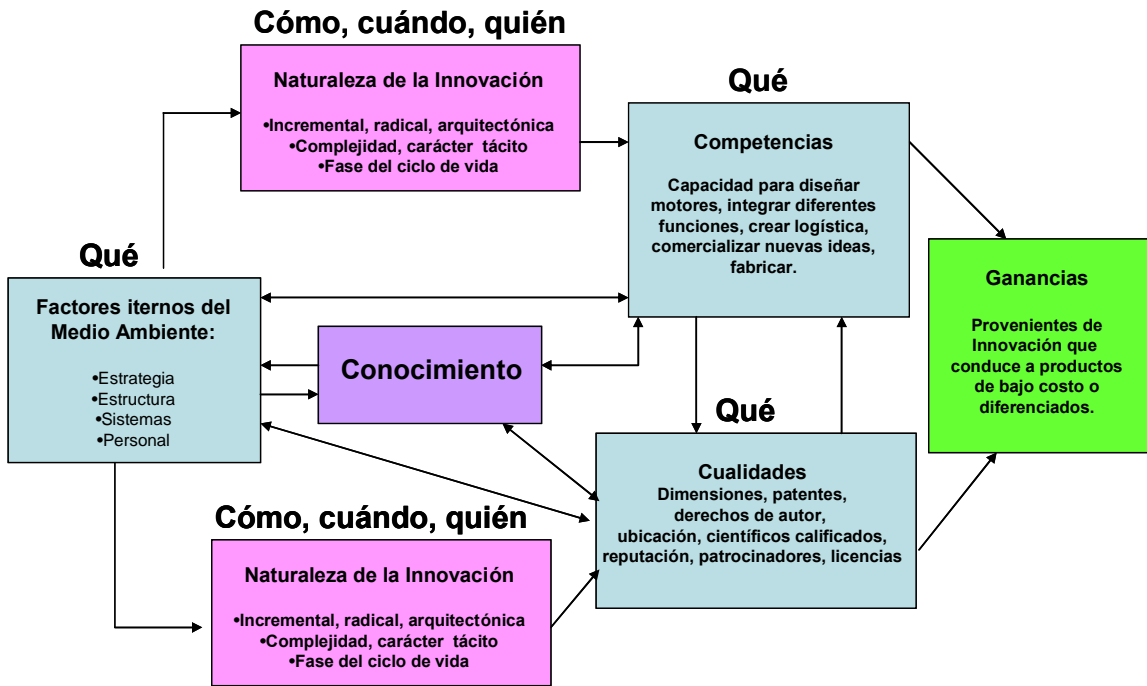 Cómo, cuándo, quién
Naturaleza de la Innovación
•Incremental, radical, arquitectónica
•Complejidad, carácter tácito
•Fase del ciclo de vida
Qué
Competencias
Capacidad para diseñar
motores, integrar diferentes
funciones, crear logística,
comercializar nuevas ideas,
fabricar.
Qué
Factores iternos del
Medio Ambiente:
•Estrategia
•Estructura
•Sistemas
•Personal
Conocimiento
Ganancias
Provenientes de
Innovación que
conduce a productos
de bajo costo o
diferenciados.
Qué
Cualidades
Dimensiones, patentes,
derechos de autor,
ubicación, científicos calificados,
reputación, patrocinadores, licencias
Cómo, cuándo, quién
Naturaleza de la Innovación
•Incremental, radical, arquitectónica
•Complejidad, carácter tácito
•Fase del ciclo de vida